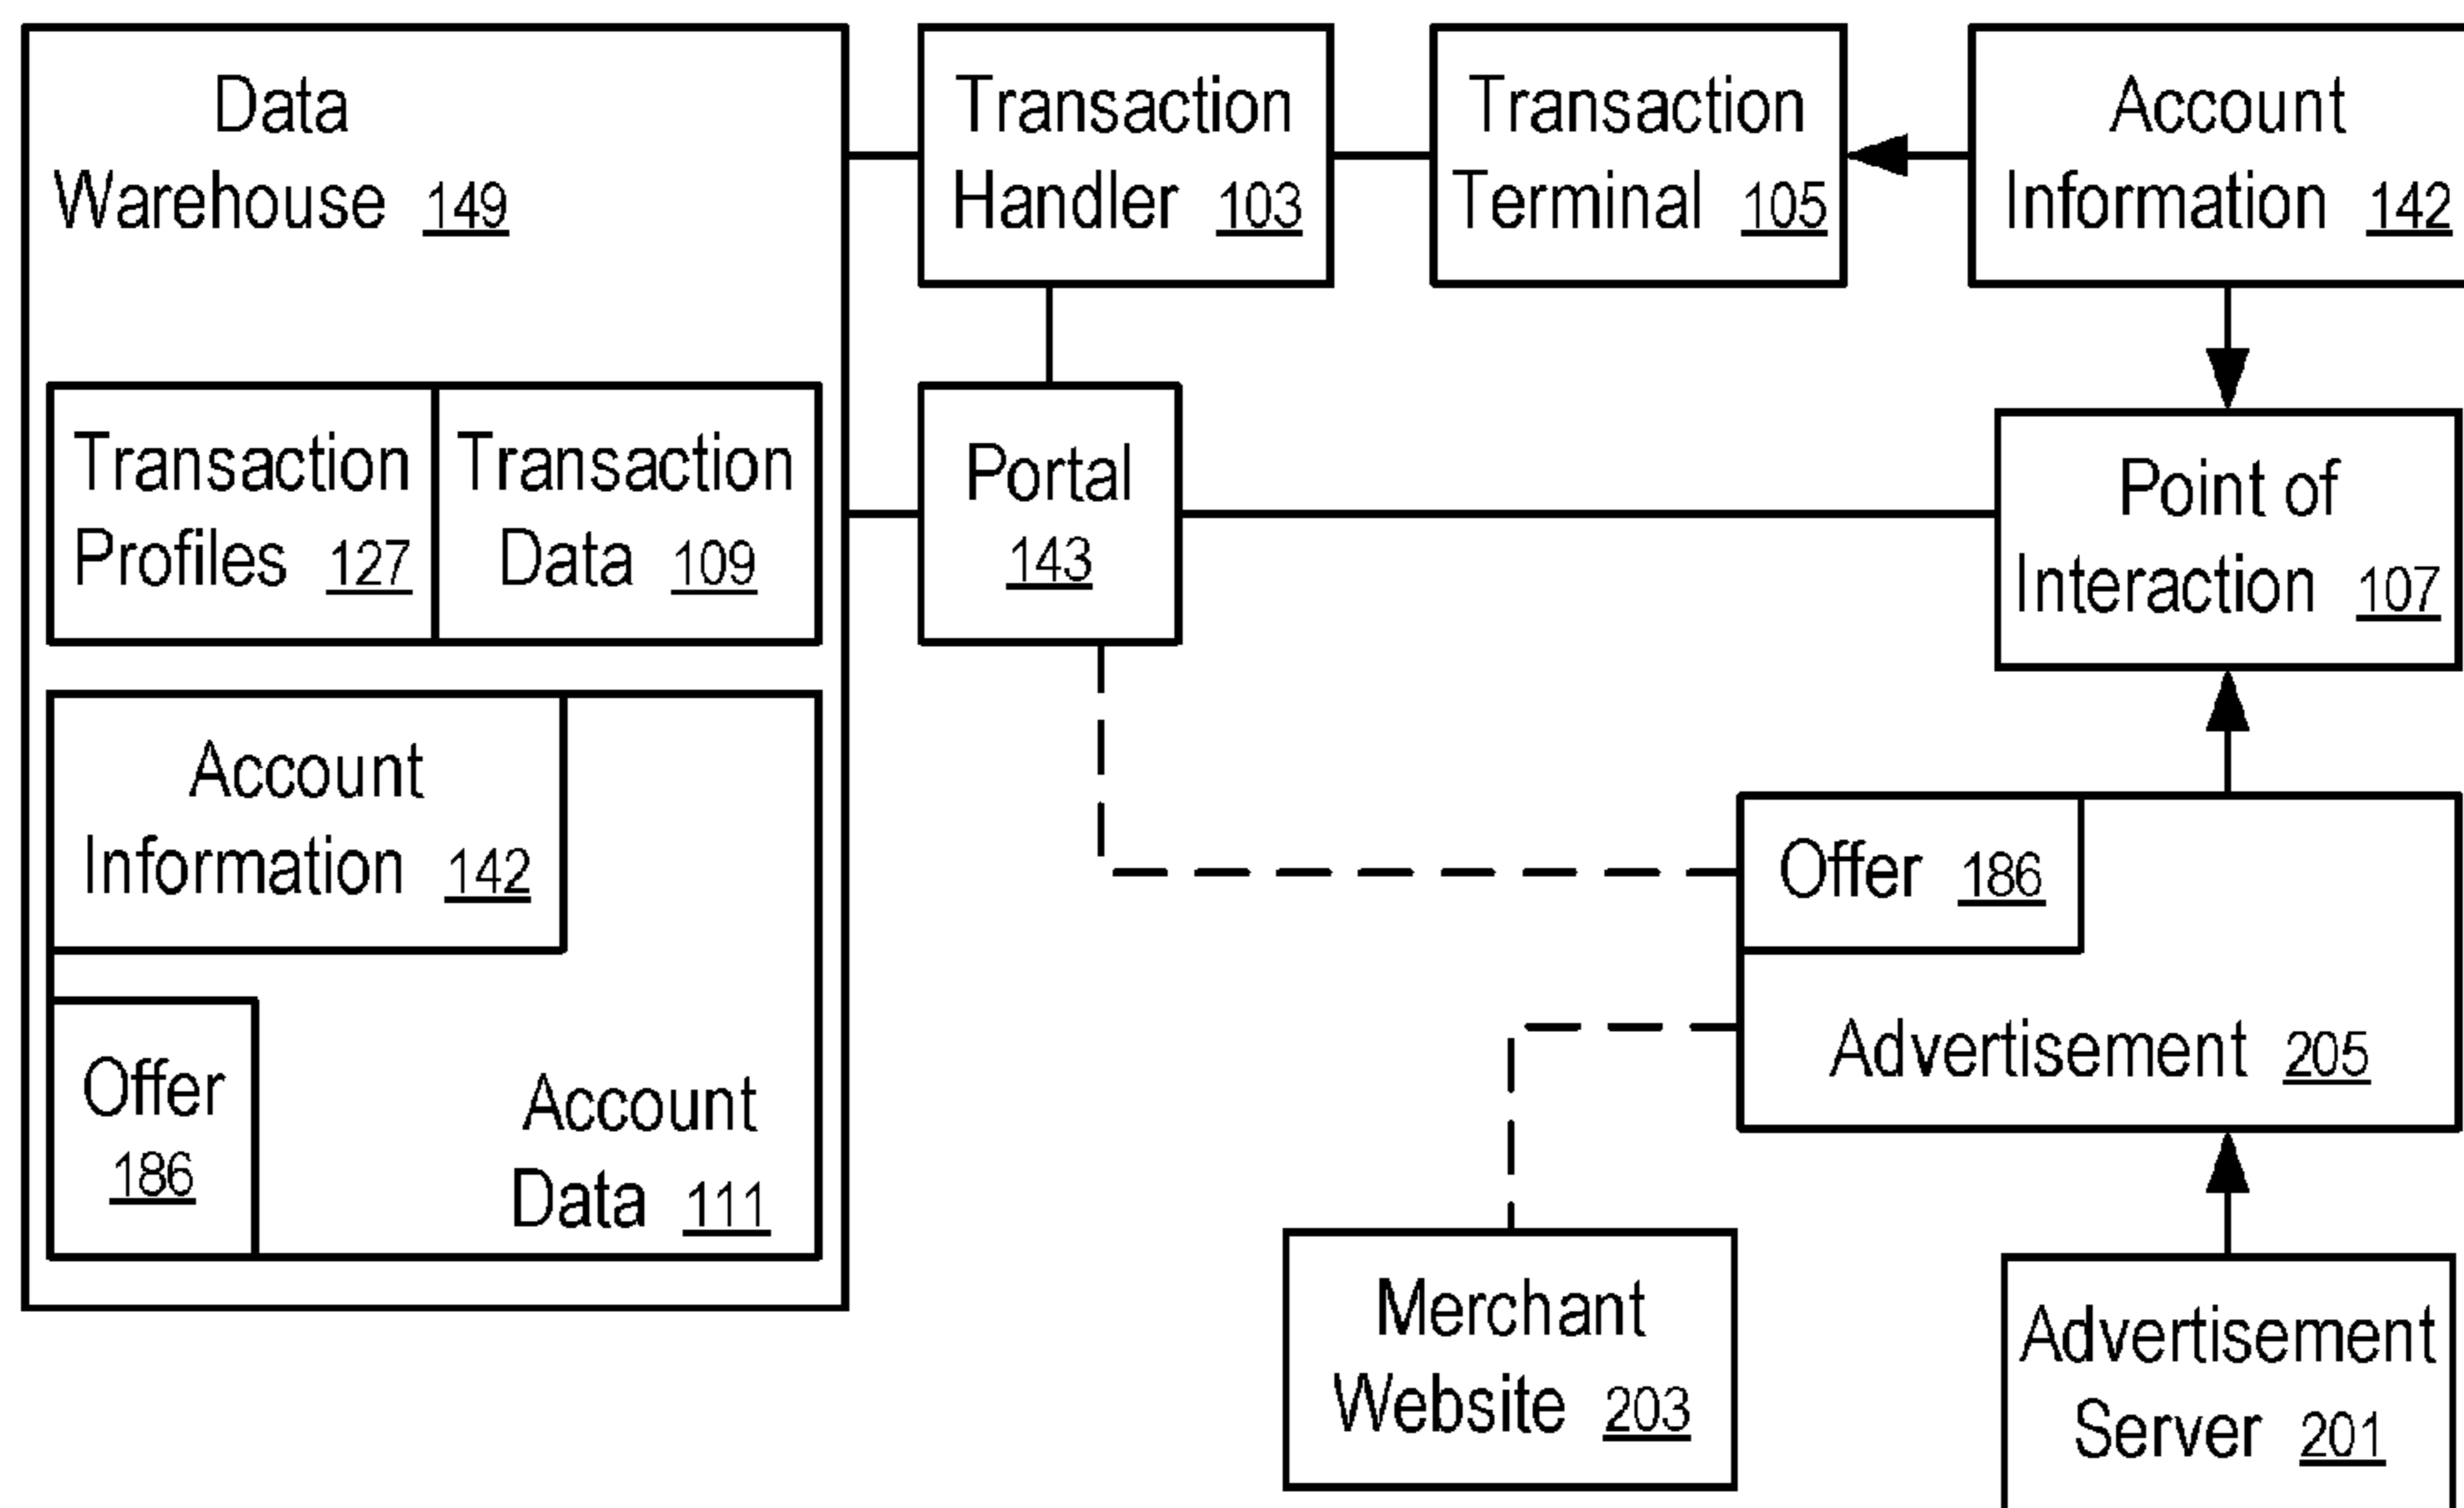 Data
Warehouse 149
Transaction
Handler 103
Transaction
Terminal 105
Account
Information 142
Transaction
Profiles 127
Transaction
Data 109
Portal
143
Point of
Interaction 107
Account
Information 142
Offer 186
Advertisement 205
Offer
186
Account
Data 111
Merchant
Website 203
Advertisement
Server 201